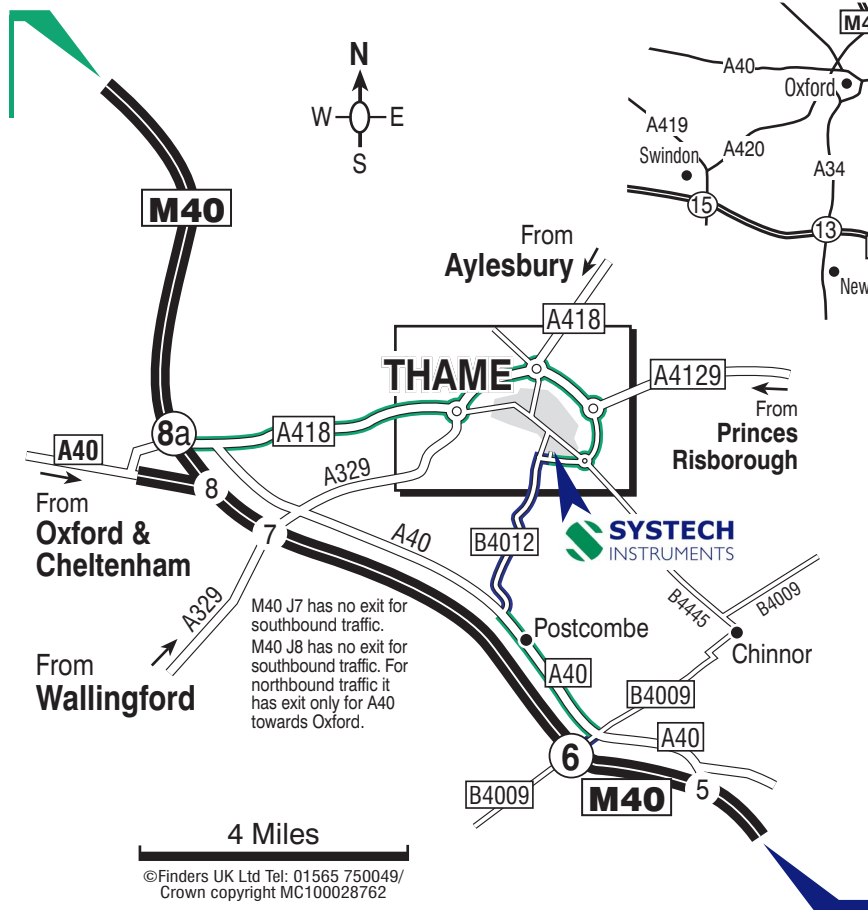 N
W
E
S
M40
M4
A40
Oxford
A419
A420
Swindon
A34
15
13
New
From
Aylesbury
A418
THAME
A4129
From
Princes
Risborough
8a
A418
A40
A329
8
From
Oxford &
Cheltenham
7
A40
B4012
SYSTECH
INSTRUMENTS
A329
M40 J7 has no exit for
southbound traffic.
M40 J8 has no exit for
southbound traffic. For
northbound traffic it
has exit only for A40
towards Oxford.
B4445
B4009
Postcombe
Chinnor
From
Wallingford
A40
B4009
A40
6
B4009
M40
5
4 Miles
©Finders UK Ltd Tel: 01565 750049/
Crown copyright MC100028762